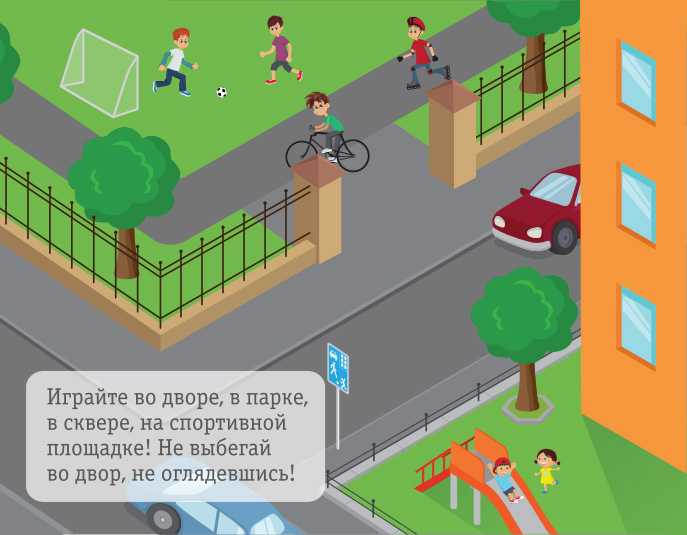 Играйте во дворе, в парке,
в сквере, на спортивной
площадке! Не выбегай
во двор, не оглядевшись!